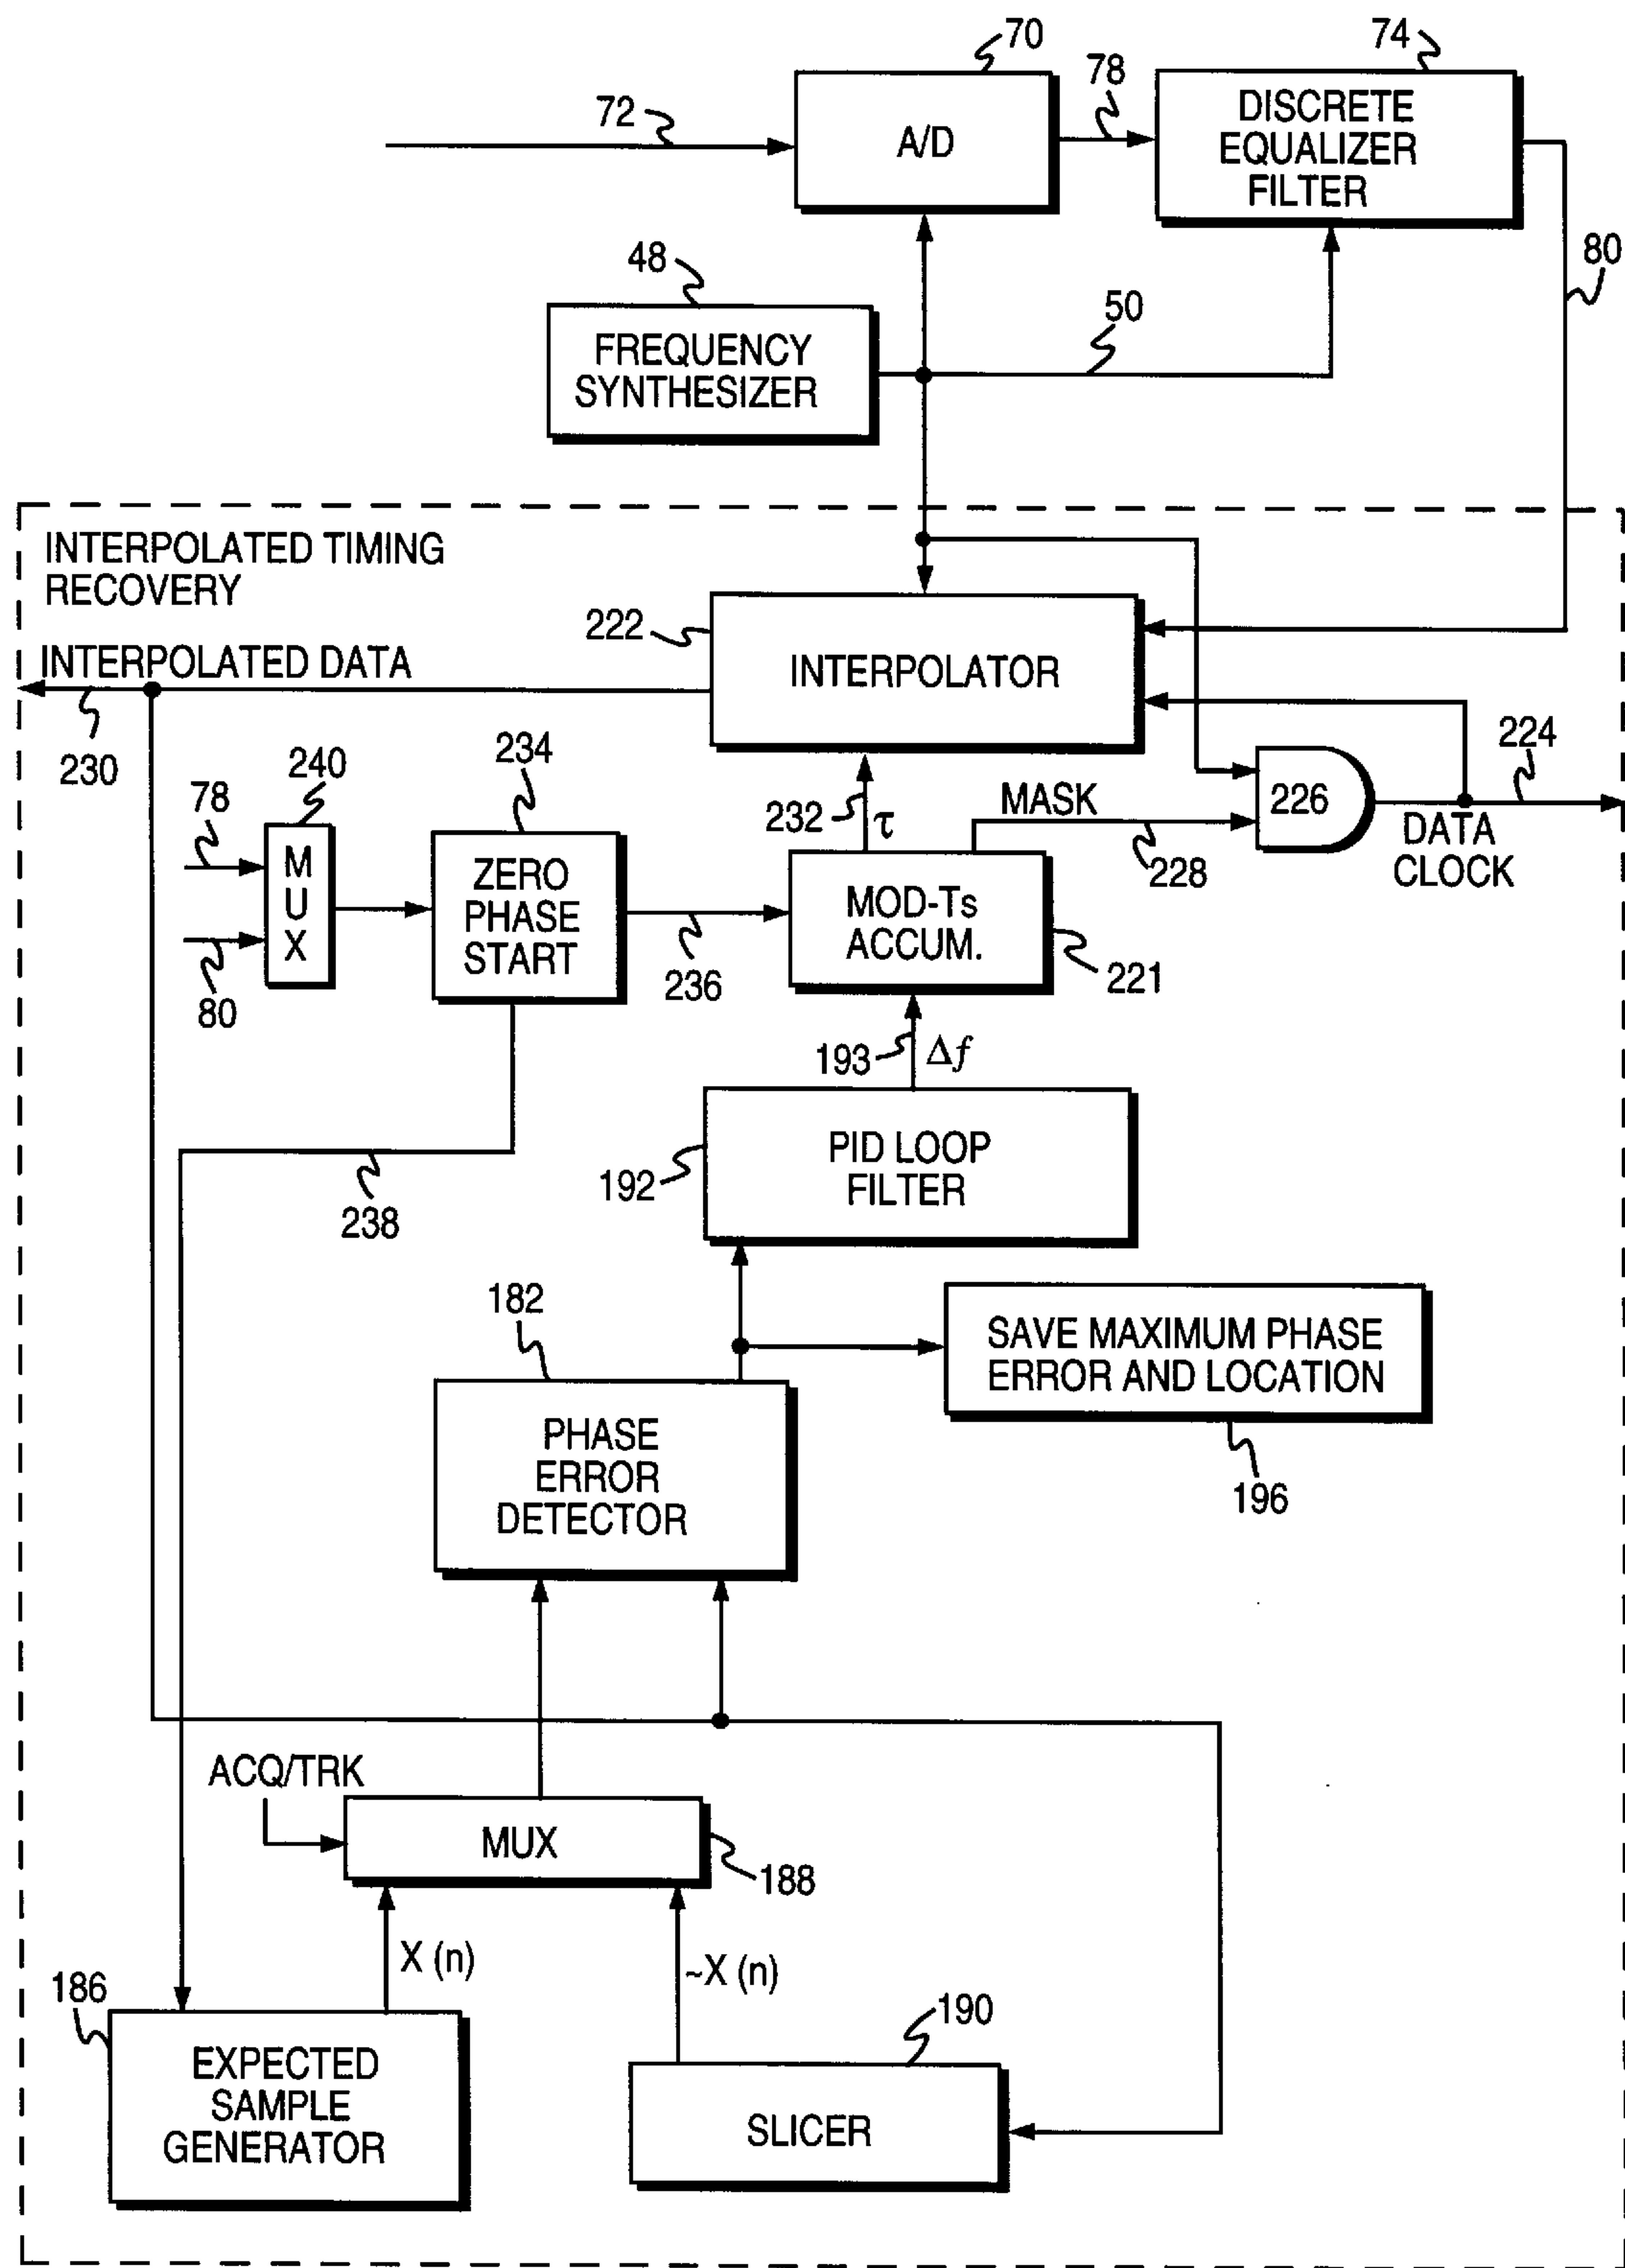 70
74
78
72
A/D
DISCRETE
EQUALIZER
FILTER
80
48
50
FREQUENCY
SYNTHESIZER
INTERPOLATED TIMING
RECOVERY
222
INTERPOLATED DATA
INTERPOLATOR
230
240
234
224
78
232
τ
MASK
226
228
DATA
CLOCK
M
U
X
ZERO
PHASE
START
236
MOD-Ts
ACCUM.
221
80
193
Δf
PID LOOP
FILTER
192
238
182
SAVE MAXIMUM PHASE
ERROR AND LOCATION
PHASE
ERROR
DETECTOR
196
ACQ/TRK
MUX
188
X (n)
~X (n)
186
190
EXPECTED
SAMPLE
GENERATOR
SLICER